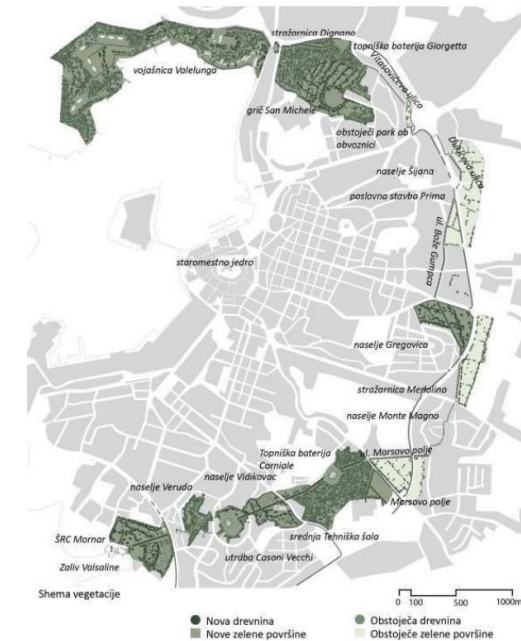 stražarnica Dignano
topniška baterija Giorgetta
vojašnica Valelunga
Vitasovićeva ulica
grič San Michele
obstoječi park ob
obvoznici
naselje Šijana
poslovna stavba Prima
ul. Bože Gumpca
staromestno jedro
naselje Gregovica
stražarnica Medolino
naselje Monte Magno
Topniška baterija
Corniale
ul. Marsovo polje
naselje Vidikovac
naselje Veruda
Marsovo polje
srednja Tehniška šola
ŠRC Mornar
utrdba Casoni Vecchi
Zaliv Valsaline
Shema vegetacije
0 100 500 1000m
Nova drevnina
Obstoječa drevnina
Nove zelene površine
Obstoječe zelene površine